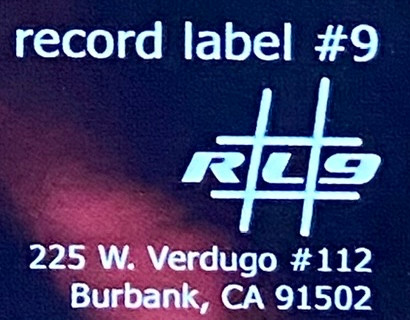 record label #9
RL9
225 W. Verdugo #112
Burbank, CA 91502